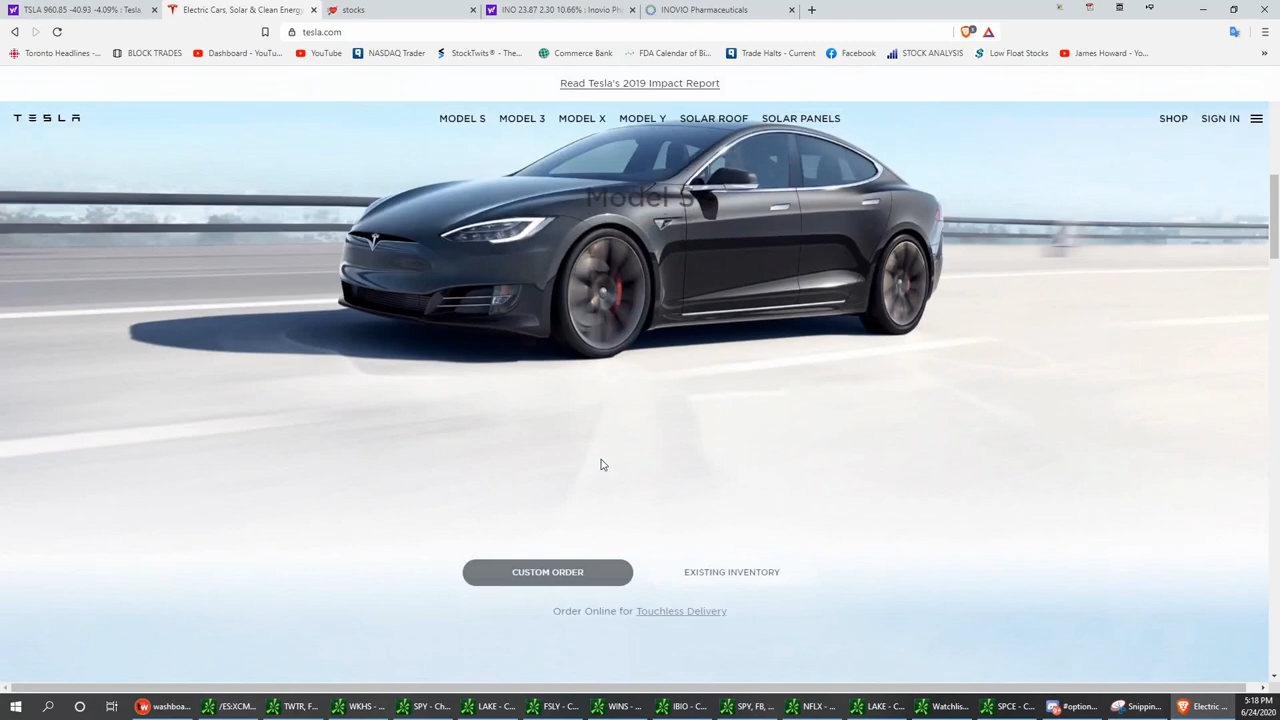 TSLA 960.85 -40.93 -4.09% : Tesla,
Electric Cars, Solar & Clean Energy
stocks
INO 23.87 2.30 10.66% : Inovio Ph
INOVIO Pharmaceuticals
tesla.com
Toronto Headlines -...
BLOCK TRADES
Dashboard - YouTu...
YouTube
NASDAQ Trader
StockTwits® - The...
Commerce Bank
FDA Calendar of Bi...
Trade Halts - Current
Facebook
STOCK ANALYSIS
Low Float Stocks
James Howard - Yo...
Read Tesla's 2019 Impact Report
TESLA
MODEL S
MODEL 3
MODEL X
MODEL Y
SOLAR ROOF
SOLAR PANELS
SHOP
SIGN IN
Model S
CUSTOM ORDER
EXISTING INVENTORY
Order Online for Touchless Delivery
washboa...
/ES:XCM...
TWTR, F...
WKHS - ...
SPY - Ch...
LAKE - C...
FSLY - C...
WINS - ...
IBIO - C...
SPY, FB, ...
NFLX - ...
LAKE - C...
Watchlis...
SPCE - C...
#option...
Snippin...
Electric ...
5:18 PM
6/24/2020